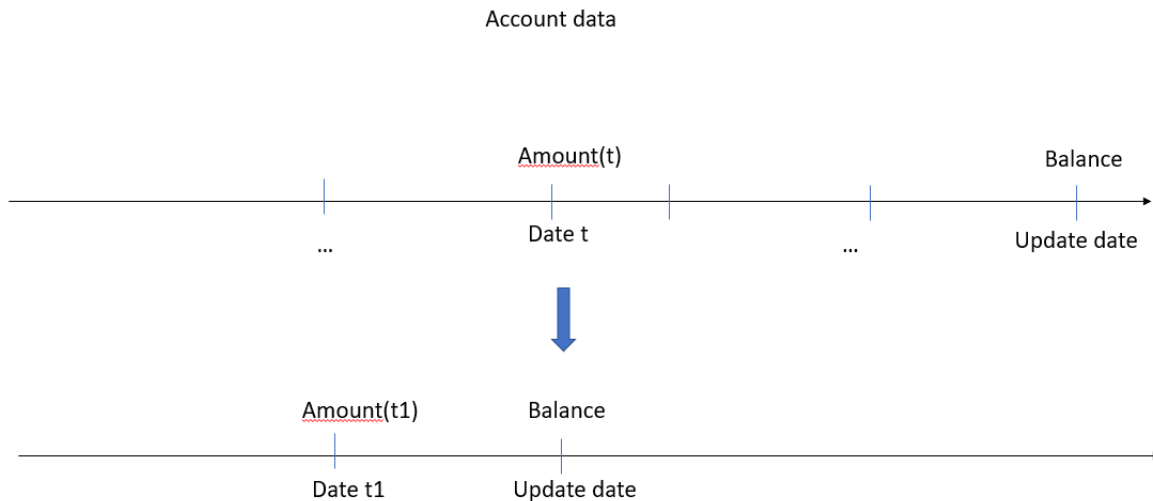 Account data
Amount(t)
Balance
...
Date t
...
Update date
Amount(t1)
Balance
Date t1
Update date